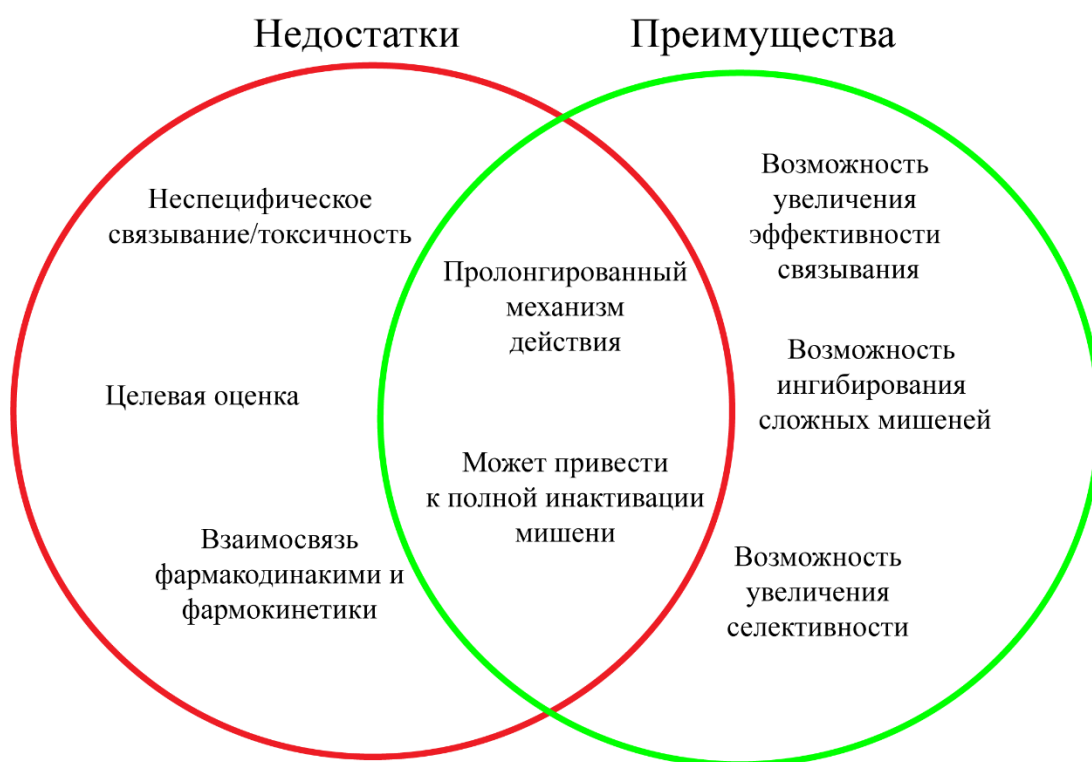 Недостатки
Преимущества
Неспецифическое
связывание/токсичность
Целевая оценка
Взаимосвязь
фармакодинакими и
фармокинетики
Пролонгированный
механизм
действия
Может привести
к полной инактивации
мишени
Возможность
увеличения
эффективности
связывания
Возможность
ингибирования
сложных мишеней
Возможность
увеличения
селективности